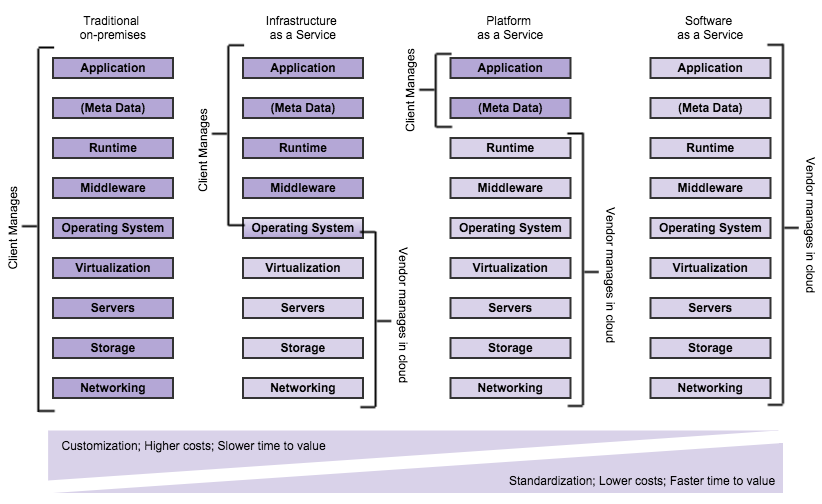 Traditional
on-premises
Infrastructure
as a Service
Platform
as a Service
Software
as a Service
Client Manages
Application
(Meta Data)
Runtime
Middleware
Operating System
Virtualization
Servers
Storage
Networking
Client Manages
Application
(Meta Data)
Runtime
Middleware
Operating System
Virtualization
Servers
Storage
Networking
Vendor manages in cloud
Client Manages
Application
(Meta Data)
Runtime
Middleware
Operating System
Virtualization
Servers
Storage
Networking
Vendor manages in cloud
Application
(Meta Data)
Runtime
Middleware
Operating System
Virtualization
Servers
Storage
Networking
Vendor manages in cloud
Customization; Higher costs; Slower time to value
Standardization; Lower costs; Faster time to value